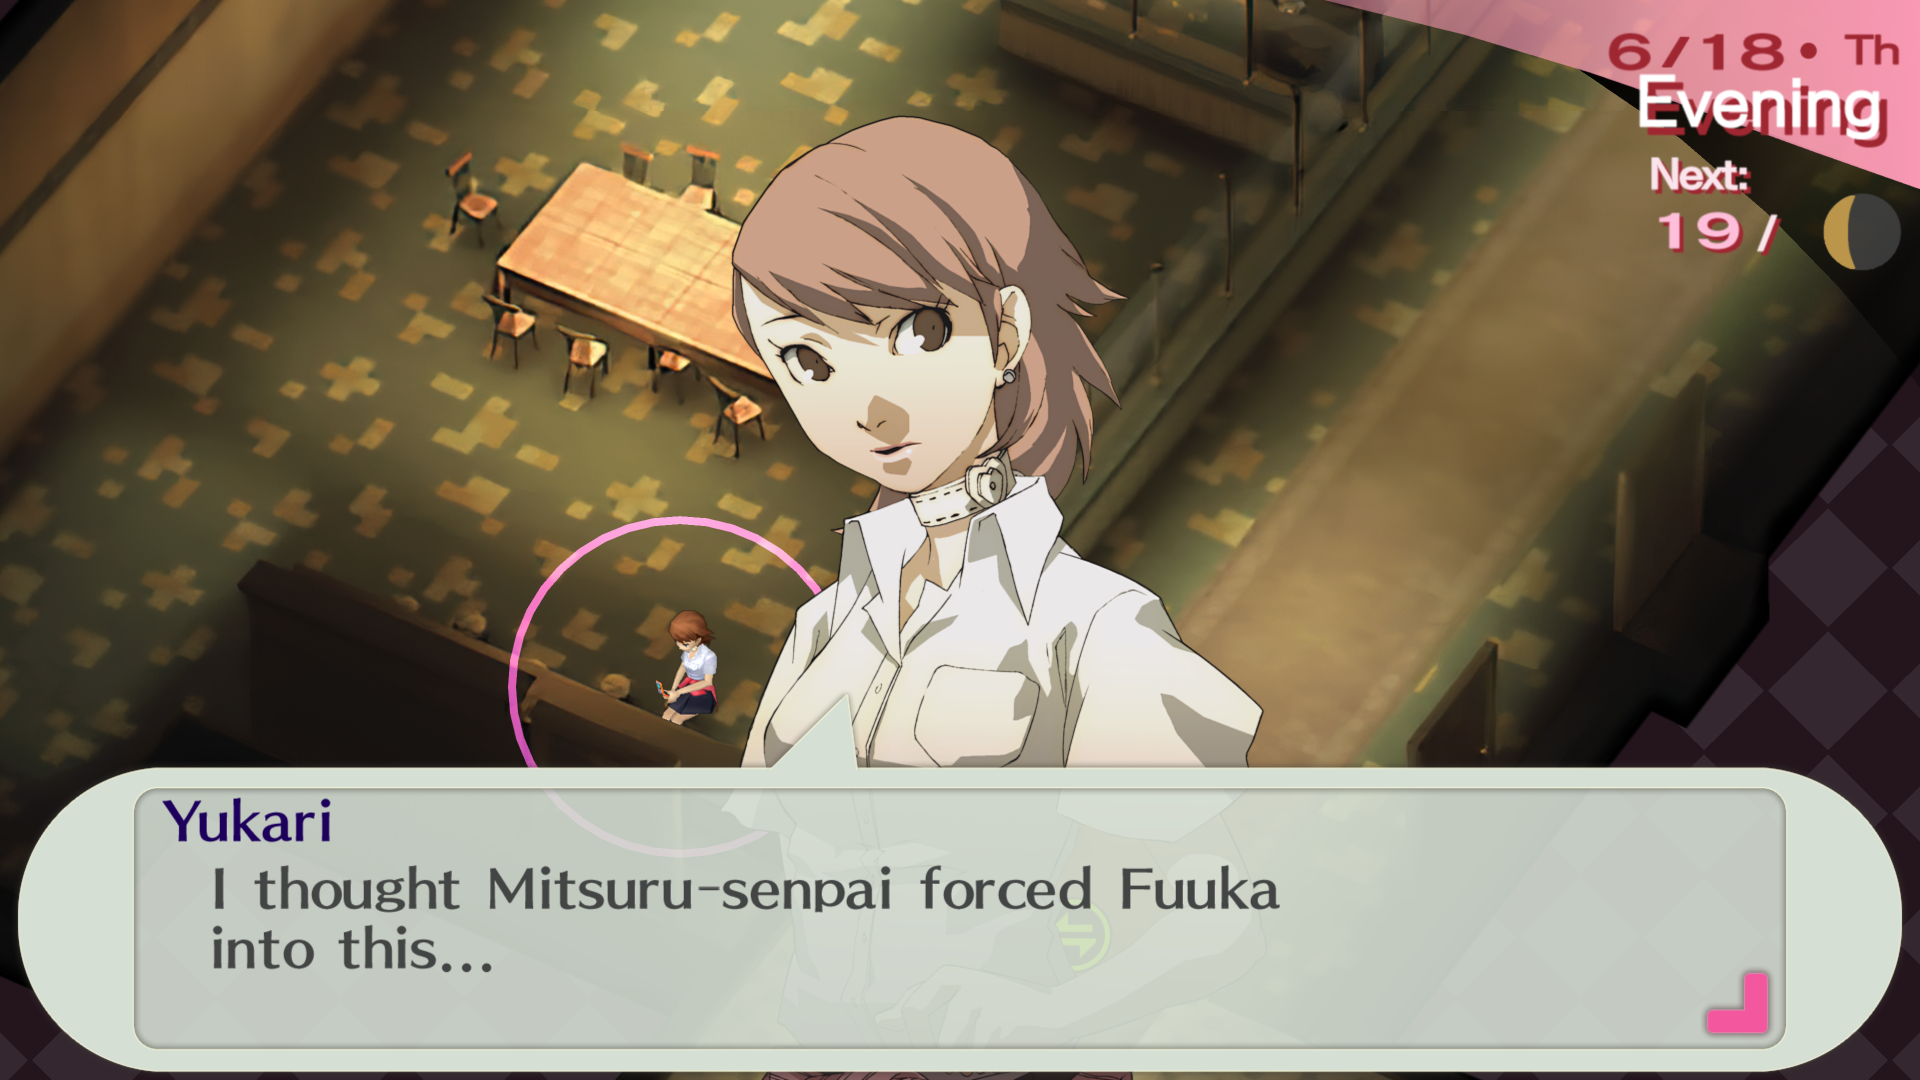 6/18• Th
Evening
Next:
19/
Yukari
I thought Mitsuru-senpai forced Fuuka
into this...